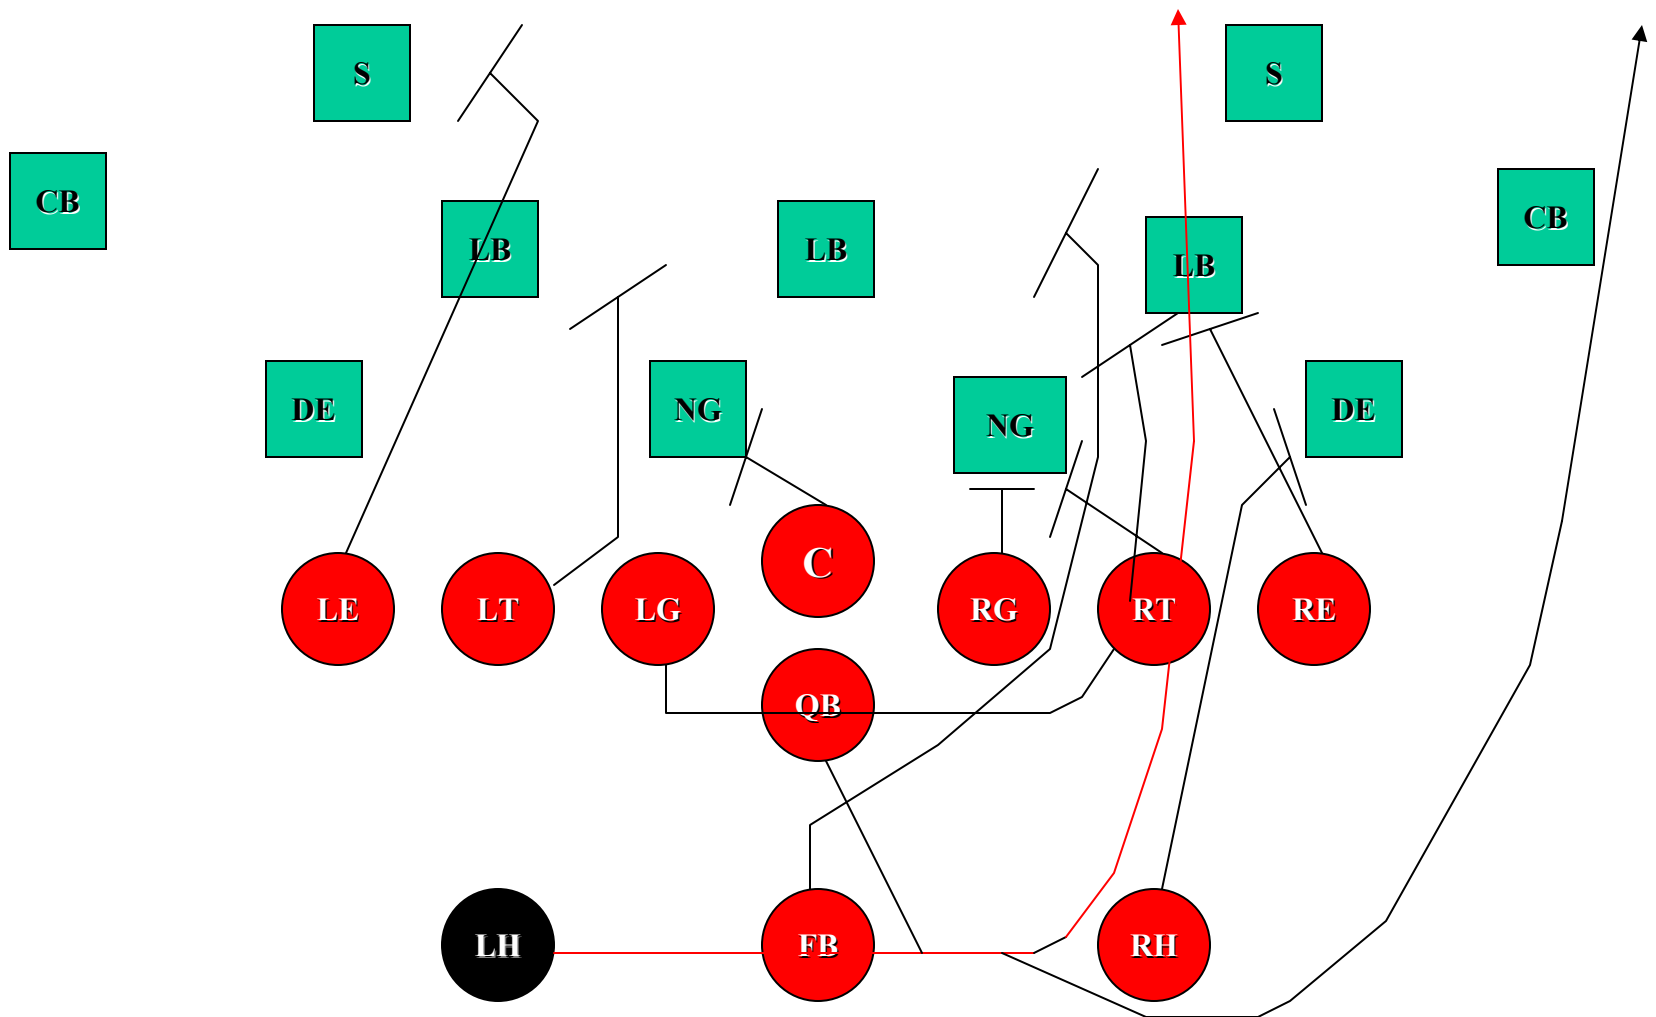 S
S
CB
CB
LB
LB
LB
DE
NG
NG
DE
C
LE
LT
LG
RG
RT
RE
QB
LH
FB
RH